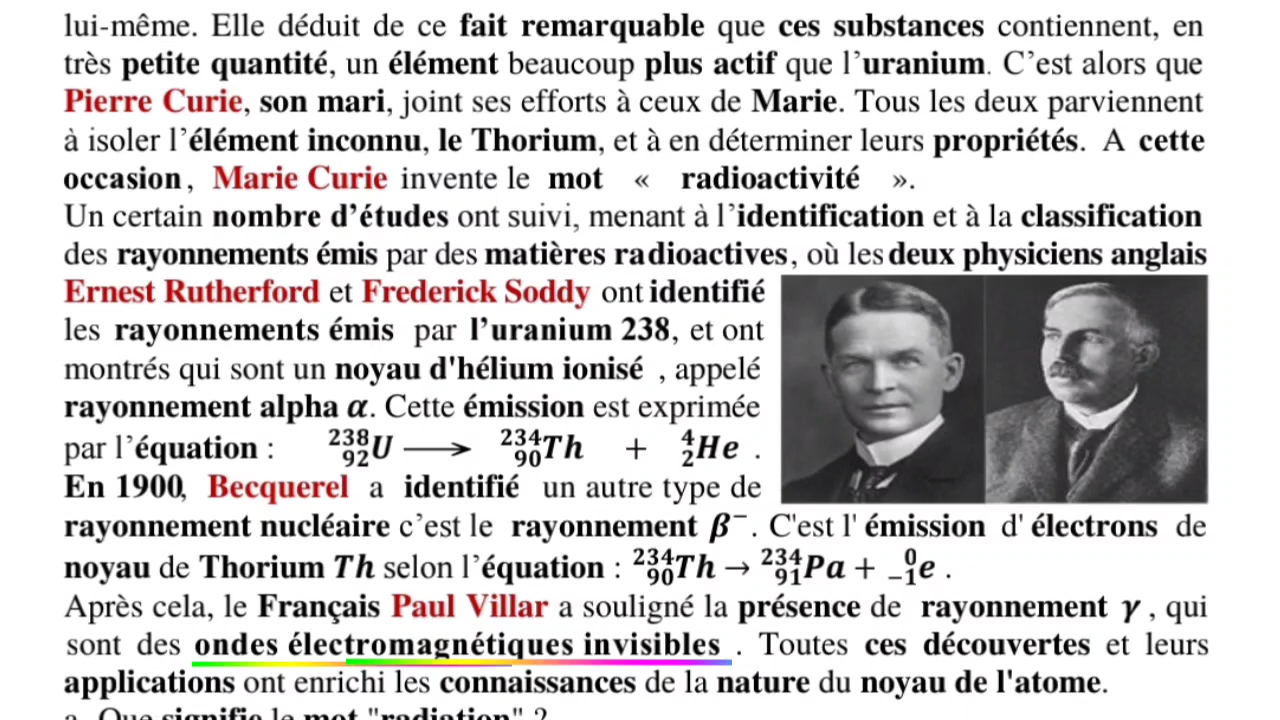 lui-même. Elle déduit de ce fait remarquable que ces substances contiennent, en
très petite quantité, un élément beaucoup plus actif que l'uranium. C'est alors que
Pierre Curie, son mari, joint ses efforts à ceux de Marie. Tous les deux parviennent
à isoler l'élément inconnu, le Thorium, et à en déterminer leurs propriétés. A cette
occasion, Marie Curie invente le mot « radioactivité ».
Un certain nombre d'études ont suivi, menant à l'identification et à la classification
des rayonnements émis par des matières radioactives, où les deux physiciens anglais
Ernest Rutherford et Frederick Soddy ont identifié
les rayonnements émis par l'uranium 238, et ont
montrés qui sont un noyau d'hélium ionisé , appelé
rayonnement alpha α. Cette émission est exprimée
par l'équation : ²³⁸₉₂U ⟶ ²³⁴₉₀Th + ⁴₂He .
En 1900, Becquerel a identifié un autre type de
rayonnement nucléaire c'est le rayonnement β⁻ . C'est l' émission d' électrons de
noyau de Thorium Th selon l'équation : ²³⁴₉₀Th → ²³⁴₉₁Pa + ⁰₋₁e .
Après cela, le Français Paul Villar a souligné la présence de rayonnement γ , qui
sont des ondes électromagnétiques invisibles . Toutes ces découvertes et leurs
applications ont enrichi les connaissances de la nature du noyau de l'atome.
a. Que signifie le mot "radiation" ?